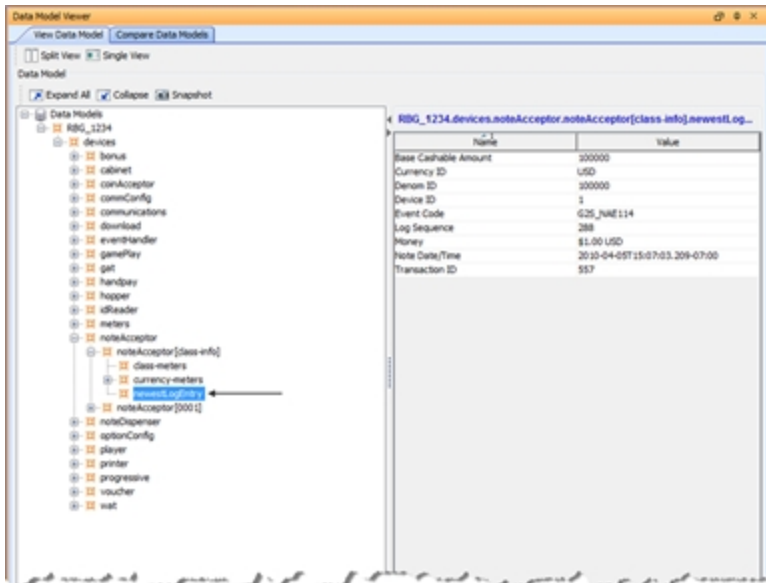 Data Model Viewer
View Data Model
Compare Data Models
Split View
Single View
Data Model
Expand All
Collapse
Snapshot
Data Models
RBG_1234
devices
bonus
cabinet
coinAcceptor
commConfig
communications
download
eventHandler
gamePlay
gat
handpay
hopper
idReader
meters
noteAcceptor
noteAcceptor[class-info]
class-meters
currency-meters
newestLogEntry
noteAcceptor[0001]
noteDispenser
optionConfig
player
printer
progressive
voucher
wat
RBG_1234.devices.noteAcceptor.noteAcceptor[class-info].newestLog...
Name 1 Value
Base Cashable Amount 100000
Currency ID USD
Denom ID 100000
Device ID 1
Event Code G2S_NAE114
Log Sequence 288
Money $1.00 USD
Note Date/Time 2010-04-05T15:07:03.209-07:00
Transaction ID 557